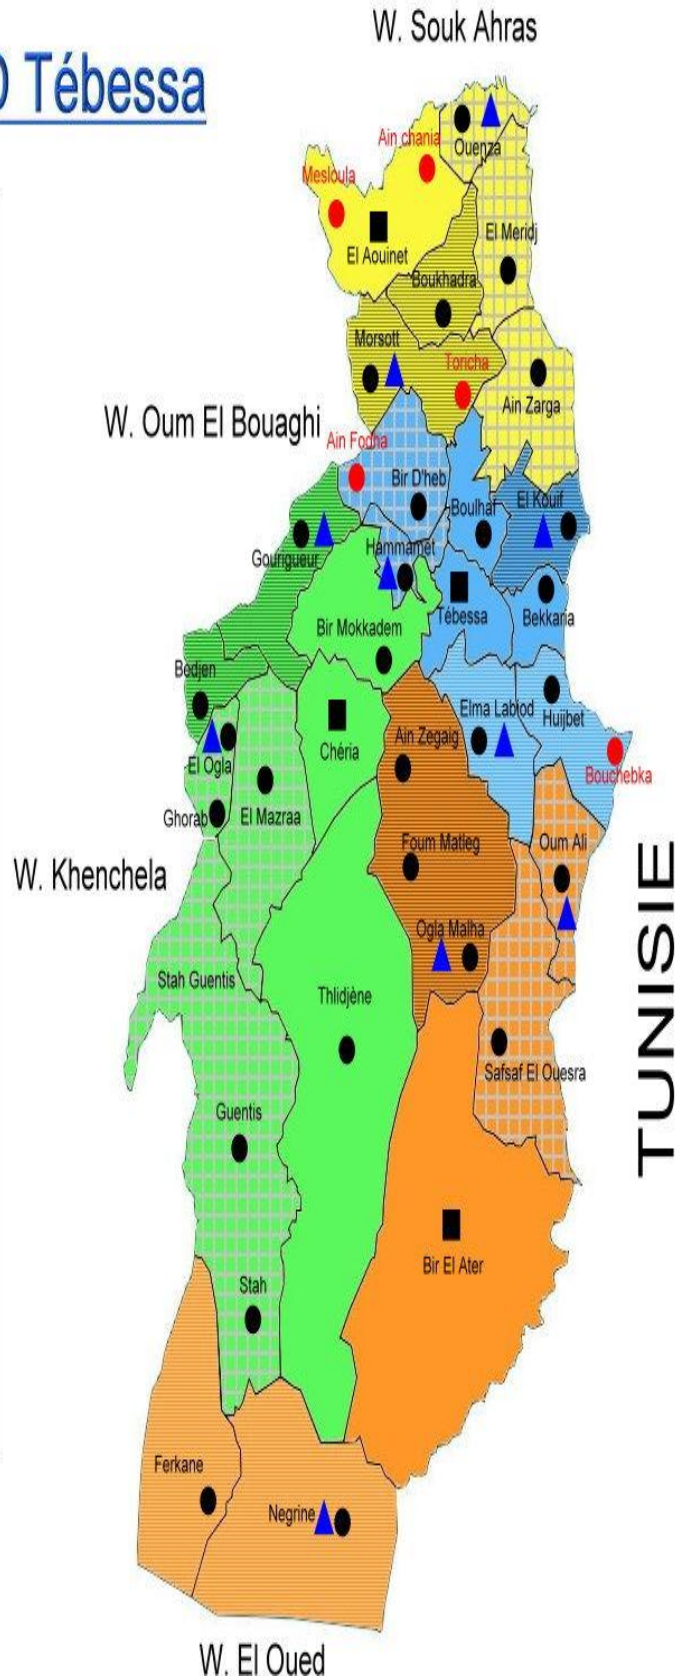 W. Souk Ahras
Tébessa
Ain chania
Ouenza
Mesloula
El Meridj
El Aouinet
Boukhadra
Morsott
Toricha
Ain Zarga
W. Oum El Bouaghi
Ain Fodha
Bir D'heb
Boulhaf
El Kouif
Gourigueur
Hammamet
Tébessa
Bekkaria
Bir Mokkadem
Bedjen
Elma Labiod
Huijbet
Ain Zegaig
Chéria
El Ogla
Bouchebka
Ghorab
El Mazraa
Foum Matleg
Oum Ali
W. Khenchela
TUNISIE
Ogla Malha
Stah Guentis
Thlidjène
Safsaf El Ouesra
Guentis
Bir El Ater
Stah
Ferkane
Negrine
W. El Oued